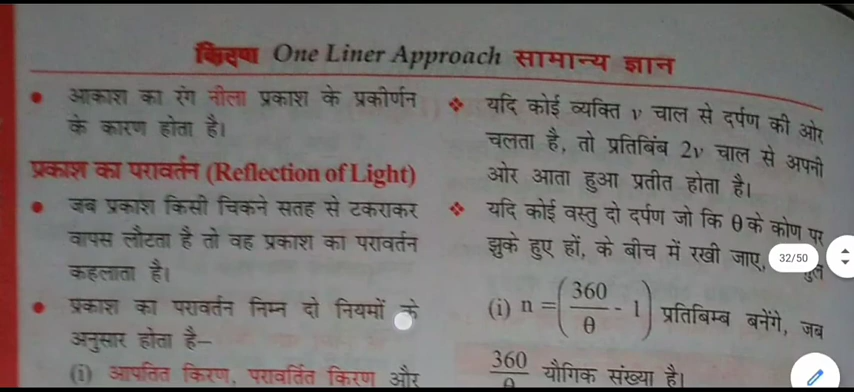 किरण One Liner Approach सामान्य ज्ञान
• आकाश का रंग नीला प्रकाश के प्रकीर्णन
के कारण होता है।
प्रकाश का परावर्तन (Reflection of Light)
• जब प्रकाश किसी चिकने सतह से टकराकर
वापस लौटता है तो वह प्रकाश का परावर्तन
कहलाता है।
• प्रकाश का परावर्तन निम्न दो नियमों के
अनुसार होता है–
(i) आपतित किरण, परावर्तित किरण और
❖ यदि कोई व्यक्ति v चाल से दर्पण की ओर
चलता है, तो प्रतिबिंब 2v चाल से अपनी
ओर आता हुआ प्रतीत होता है।
❖ यदि कोई वस्तु दो दर्पण जो कि θ के कोण पर
झुके हुए हों, के बीच में रखी जाए,
(i) n = (360/θ - 1) प्रतिबिम्ब बनेंगे, जब
360/θ यौगिक संख्या है।
32/50